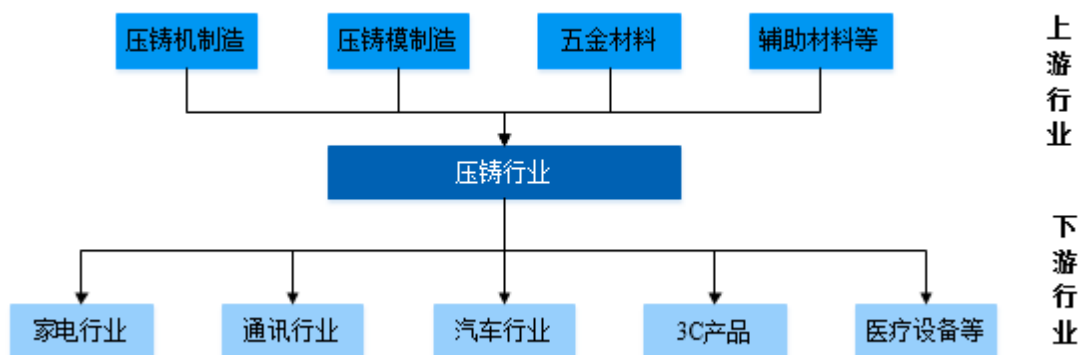 压铸机制造
压铸模制造
五金材料
辅助材料等
上游行业
压铸行业
下游行业
家电行业
通讯行业
汽车行业
3C产品
医疗设备等